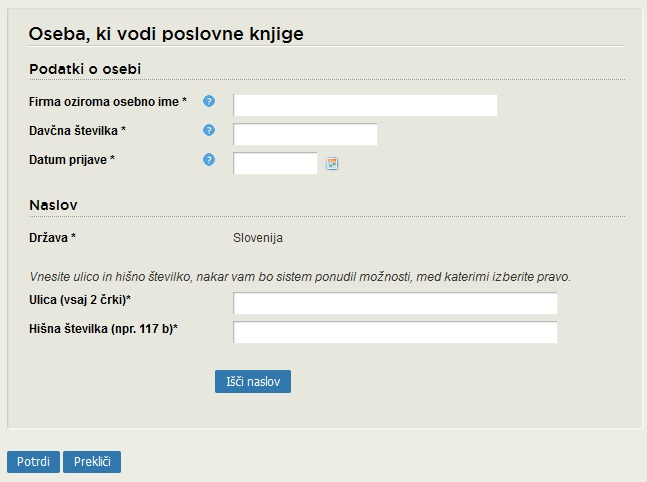 Oseba, ki vodi poslovne knjige
Podatki o osebi
Firma oziroma osebno ime * ?
Davčna številka * ?
Datum prijave * ?
Naslov
Država * Slovenija
Vnesite ulico in hišno številko, nakar vam bo sistem ponudil možnosti, med katerimi izberite pravo.
Ulica (vsaj 2 črki)*
Hišna številka (npr. 117 b)*
Išči naslov
Potrdi Prekliči